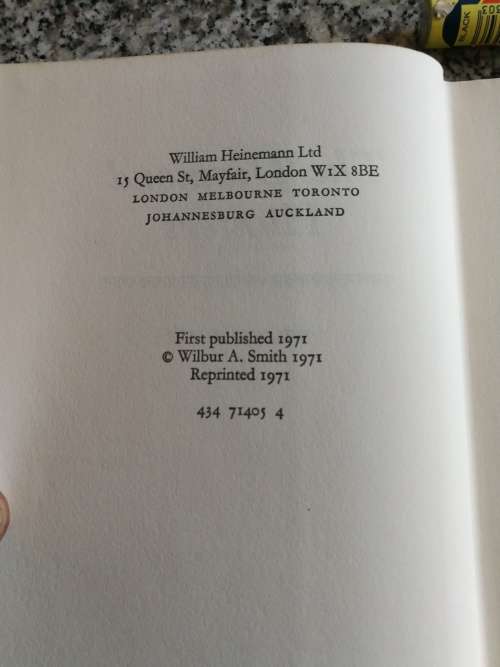 William Heinemann Ltd
15 Queen St, Mayfair, London W1X 8BE
LONDON MELBOURNE TORONTO
JOHANNESBURG AUCKLAND
First published 1971
© Wilbur A. Smith 1971
Reprinted 1971
434 71405 4
BLACK